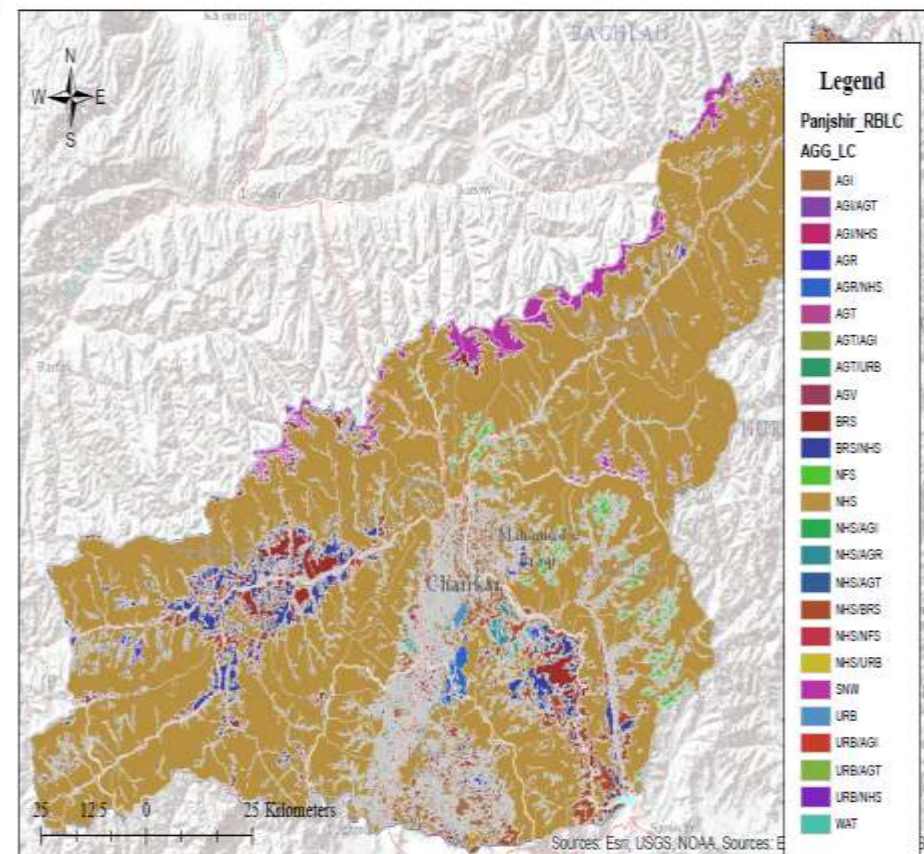 BAGHLAN
N
W
E
S
Charikar
25
12.5
0
25 Kilometers
Sources: Esri, USGS, NOAA, Sources: E
Legend
Panjshir_RBLC
AGG_LC
AGI
AGI/AGT
AGI/NHS
AGR
AGR/NHS
AGT
AGT/AGI
AGT/URB
AGV
BRS
BRS/NHS
NFS
NHS
NHS/AGI
NHS/AGR
NHS/AGT
NHS/BRS
NHS/NFS
NHS/URB
SNW
URB
URB/AGI
URB/AGT
URB/NHS
WAT